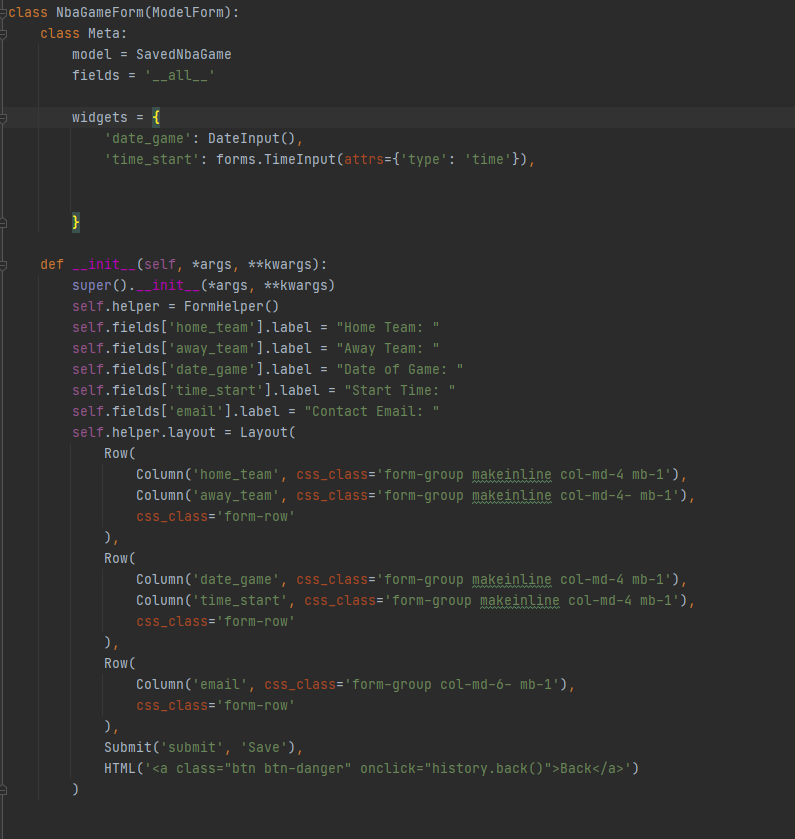 class NbaGameForm(ModelForm):
    class Meta:
        model = SavedNbaGame
        fields = '__all__'
        widgets = {
            'date_game': DateInput(),
            'time_start': forms.TimeInput(attrs={'type': 'time'}),
        }
    def __init__(self, *args, **kwargs):
        super().__init__(*args, **kwargs)
        self.helper = FormHelper()
        self.fields['home_team'].label = "Home Team: "
        self.fields['away_team'].label = "Away Team: "
        self.fields['date_game'].label = "Date of Game: "
        self.fields['time_start'].label = "Start Time: "
        self.fields['email'].label = "Contact Email: "
        self.helper.layout = Layout(
            Row(
                Column('home_team', css_class='form-group makeinline col-md-4 mb-1'),
                Column('away_team', css_class='form-group makeinline col-md-4- mb-1'),
                css_class='form-row'
            ),
            Row(
                Column('date_game', css_class='form-group makeinline col-md-4 mb-1'),
                Column('time_start', css_class='form-group makeinline col-md-4 mb-1'),
                css_class='form-row'
            ),
            Row(
                Column('email', css_class='form-group col-md-6- mb-1'),
                css_class='form-row'
            ),
            Submit('submit', 'Save'),
            HTML('<a class="btn btn-danger" onclick="history.back()">Back</a>')
        )